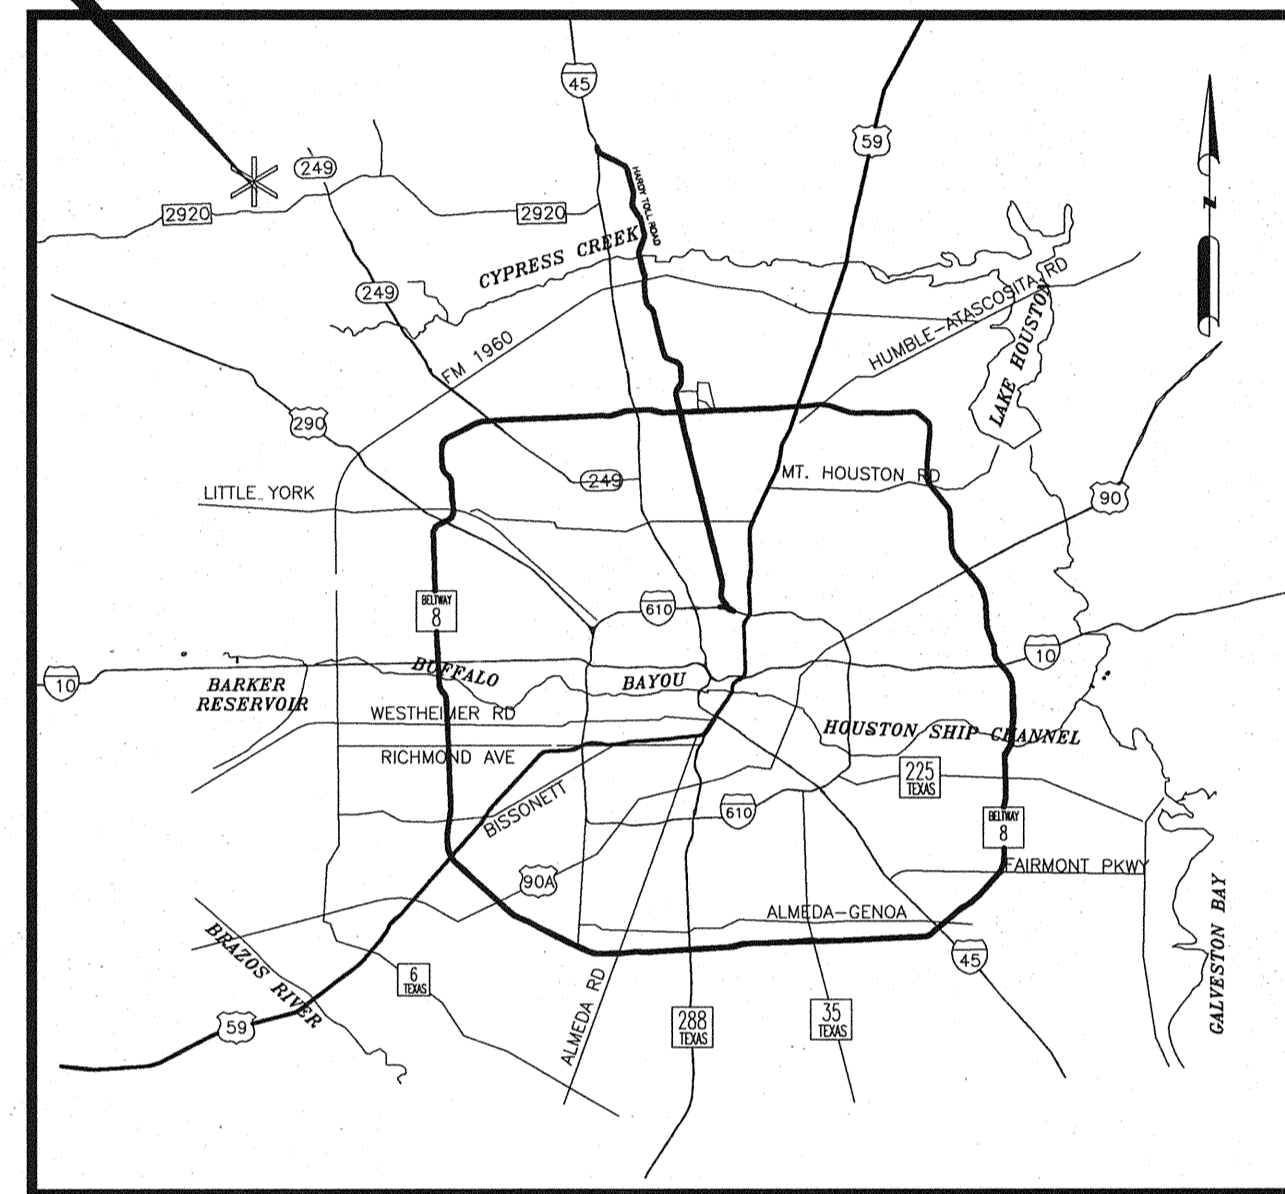 45
59
249
HARDY TOLL ROAD
N
2920
2920
CYPRESS CREEK
249
HUMBLE-ATASCOSITA RD
LAKE HOUSTON
FM 1960
290
MT. HOUSTON RD
249
LITTLE YORK
90
BELTWAY
8
610
10
10
BUFFALO
BAYOU
BARKER
RESERVOIR
WESTHEIMER RD
HOUSTON SHIP CHANNEL
RICHMOND AVE
225
TEXAS
BISSONETT
610
BELTWAY
8
FAIRMONT PKWY
90A
ALMEDA-GENOA
GALVESTON BAY
BRAZOS RIVER
45
6
TEXAS
ALMEDA RD
59
288
TEXAS
35
TEXAS